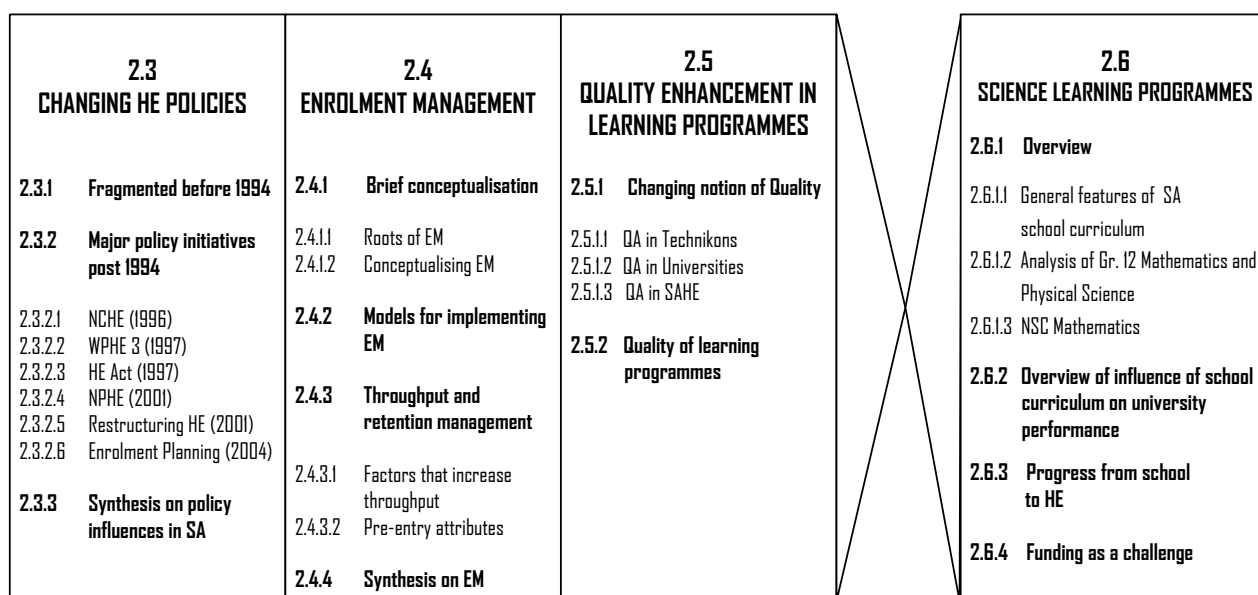 2.3
CHANGING HE POLICIES
2.3.1 Fragmented before 1994
2.3.2 Major policy initiatives
post 1994
2.3.2.1 NCHE (1996)
2.3.2.2 WPHE 3 (1997)
2.3.2.3 HE Act (1997)
2.3.2.4 NPHE (2001)
2.3.2.5 Restructuring HE (2001)
2.3.2.6 Enrolment Planning (2004)
2.3.3 Synthesis on policy
influences in SA
2.4
ENROLMENT MANAGEMENT
2.4.1 Brief conceptualisation
2.4.1.1 Roots of EM
2.4.1.2 Conceptualising EM
2.4.2 Models for implementing
EM
2.4.3 Throughput and
retention management
2.4.3.1 Factors that increase
throughput
2.4.3.2 Pre-entry attributes
2.4.4 Synthesis on EM
2.5
QUALITY ENHANCEMENT IN
LEARNING PROGRAMMES
2.5.1 Changing notion of Quality
2.5.1.1 QA in Technikons
2.5.1.2 QA in Universities
2.5.1.3 QA in SAHE
2.5.2 Quality of learning
programmes
2.6
SCIENCE LEARNING PROGRAMMES
2.6.1 Overview
2.6.1.1 General features of SA
school curriculum
2.6.1.2 Analysis of Gr. 12 Mathematics and
Physical Science
2.6.1.3 NSC Mathematics
2.6.2 Overview of influence of school
curriculum on university
performance
2.6.3 Progress from school
to HE
2.6.4 Funding as a challenge